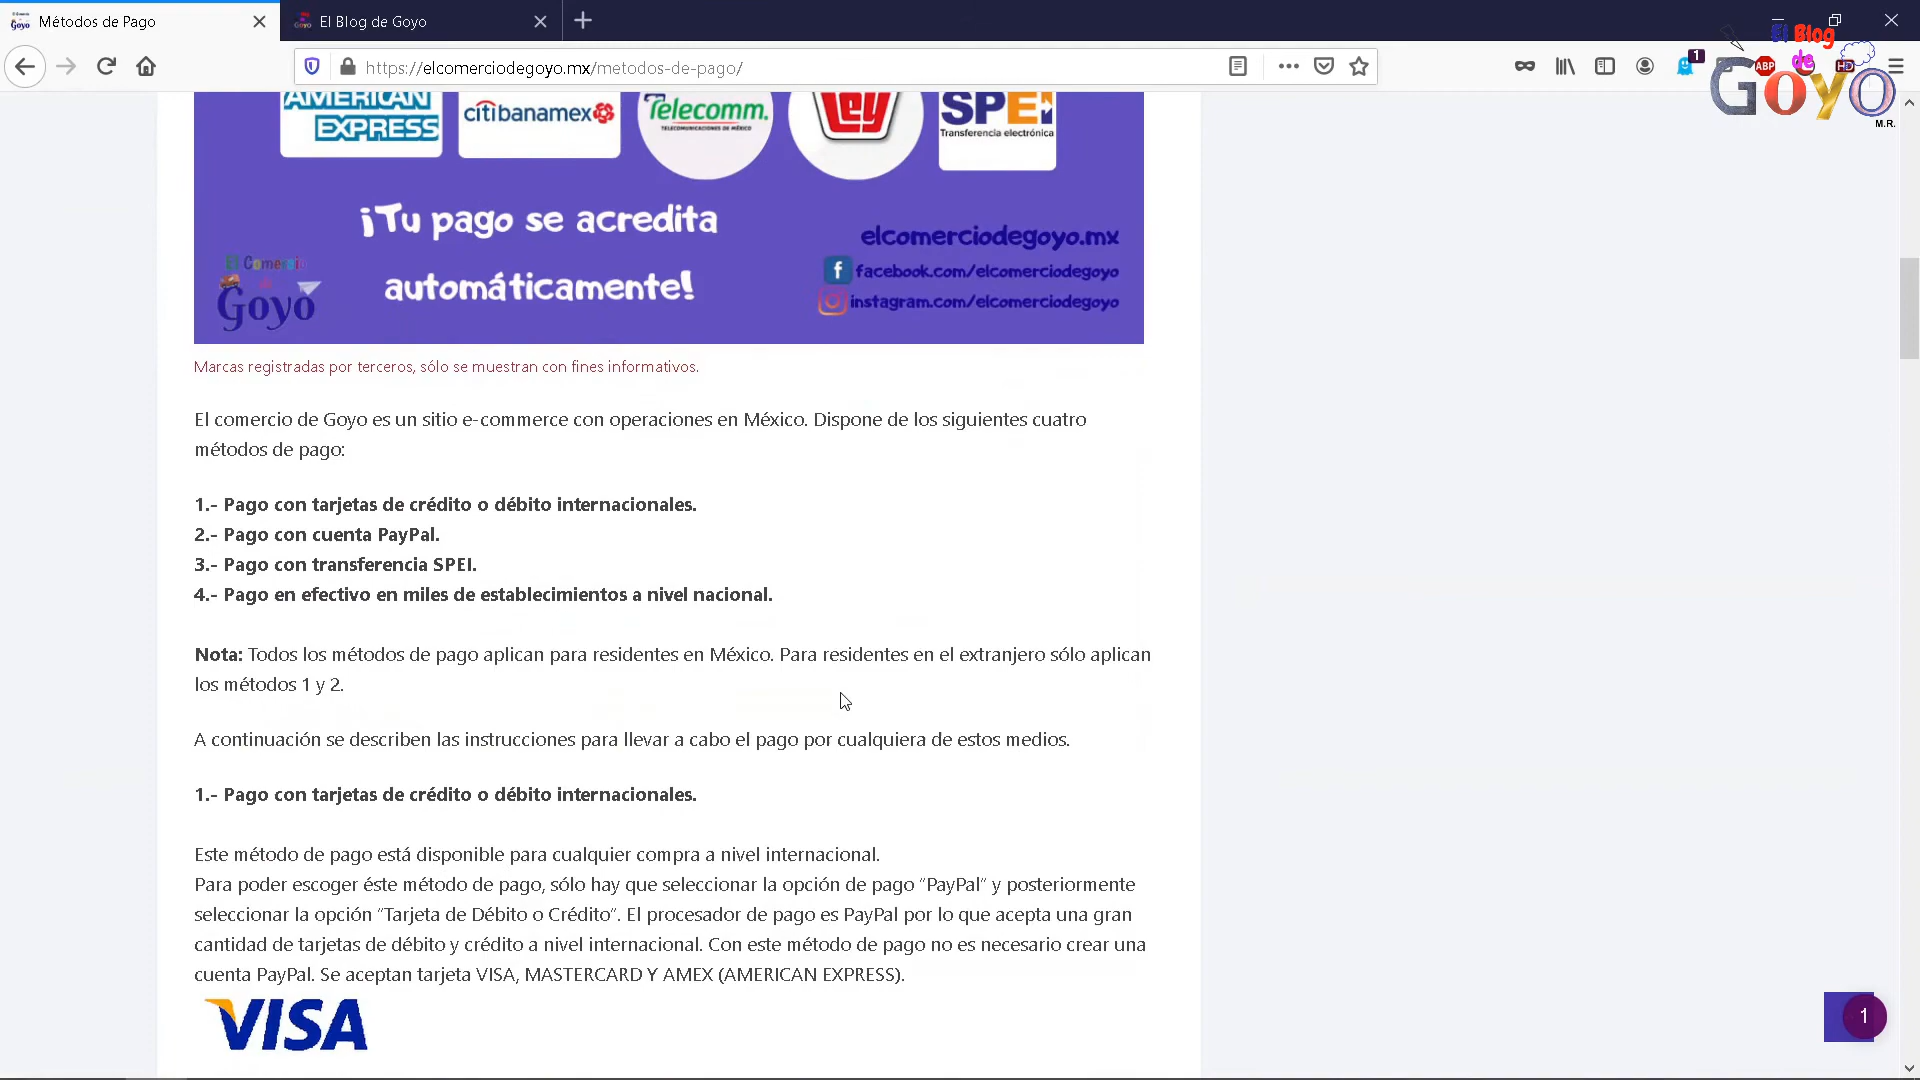 Métodos de Pago
El Blog de Goyo
https://elcomerciodegoyo.mx/metodos-de-pago/
1
ABP
HD
El Blog
de
Goyo
M.R.
AMERICAN
EXPRESS
citibanamex
Telecomm.
TELECOMUNICACIONES DE MÉXICO
Ley
SPEI
Transferencia electrónica
¡Tu pago se acredita
automáticamente!
El Comercio
de
Goyo
elcomerciodegoyo.mx
facebook.com/elcomerciodegoyo
instagram.com/elcomerciodegoyo
Marcas registradas por terceros, sólo se muestran con fines informativos.
El comercio de Goyo es un sitio e-commerce con operaciones en México. Dispone de los siguientes cuatro
métodos de pago:
1.- Pago con tarjetas de crédito o débito internacionales.
2.- Pago con cuenta PayPal.
3.- Pago con transferencia SPEI.
4.- Pago en efectivo en miles de establecimientos a nivel nacional.
Nota: Todos los métodos de pago aplican para residentes en México. Para residentes en el extranjero sólo aplican
los métodos 1 y 2.
A continuación se describen las instrucciones para llevar a cabo el pago por cualquiera de estos medios.
1.- Pago con tarjetas de crédito o débito internacionales.
Este método de pago está disponible para cualquier compra a nivel internacional.
Para poder escoger éste método de pago, sólo hay que seleccionar la opción de pago “PayPal” y posteriormente
seleccionar la opción “Tarjeta de Débito o Crédito”. El procesador de pago es PayPal por lo que acepta una gran
cantidad de tarjetas de débito y crédito a nivel internacional. Con este método de pago no es necesario crear una
cuenta PayPal. Se aceptan tarjeta VISA, MASTERCARD Y AMEX (AMERICAN EXPRESS).
VISA
1